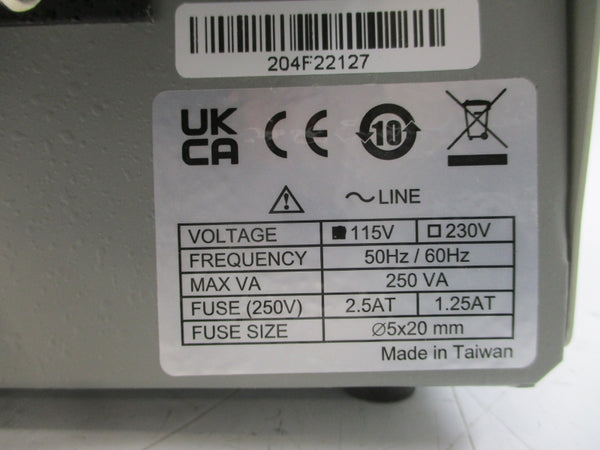 204F22127
UK
CA
CE
10
~LINE
VOLTAGE ■ 115V □ 230V
FREQUENCY 50Hz / 60Hz
MAX VA 250 VA
FUSE (250V) 2.5AT 1.25AT
FUSE SIZE Ø5x20 mm
Made in Taiwan